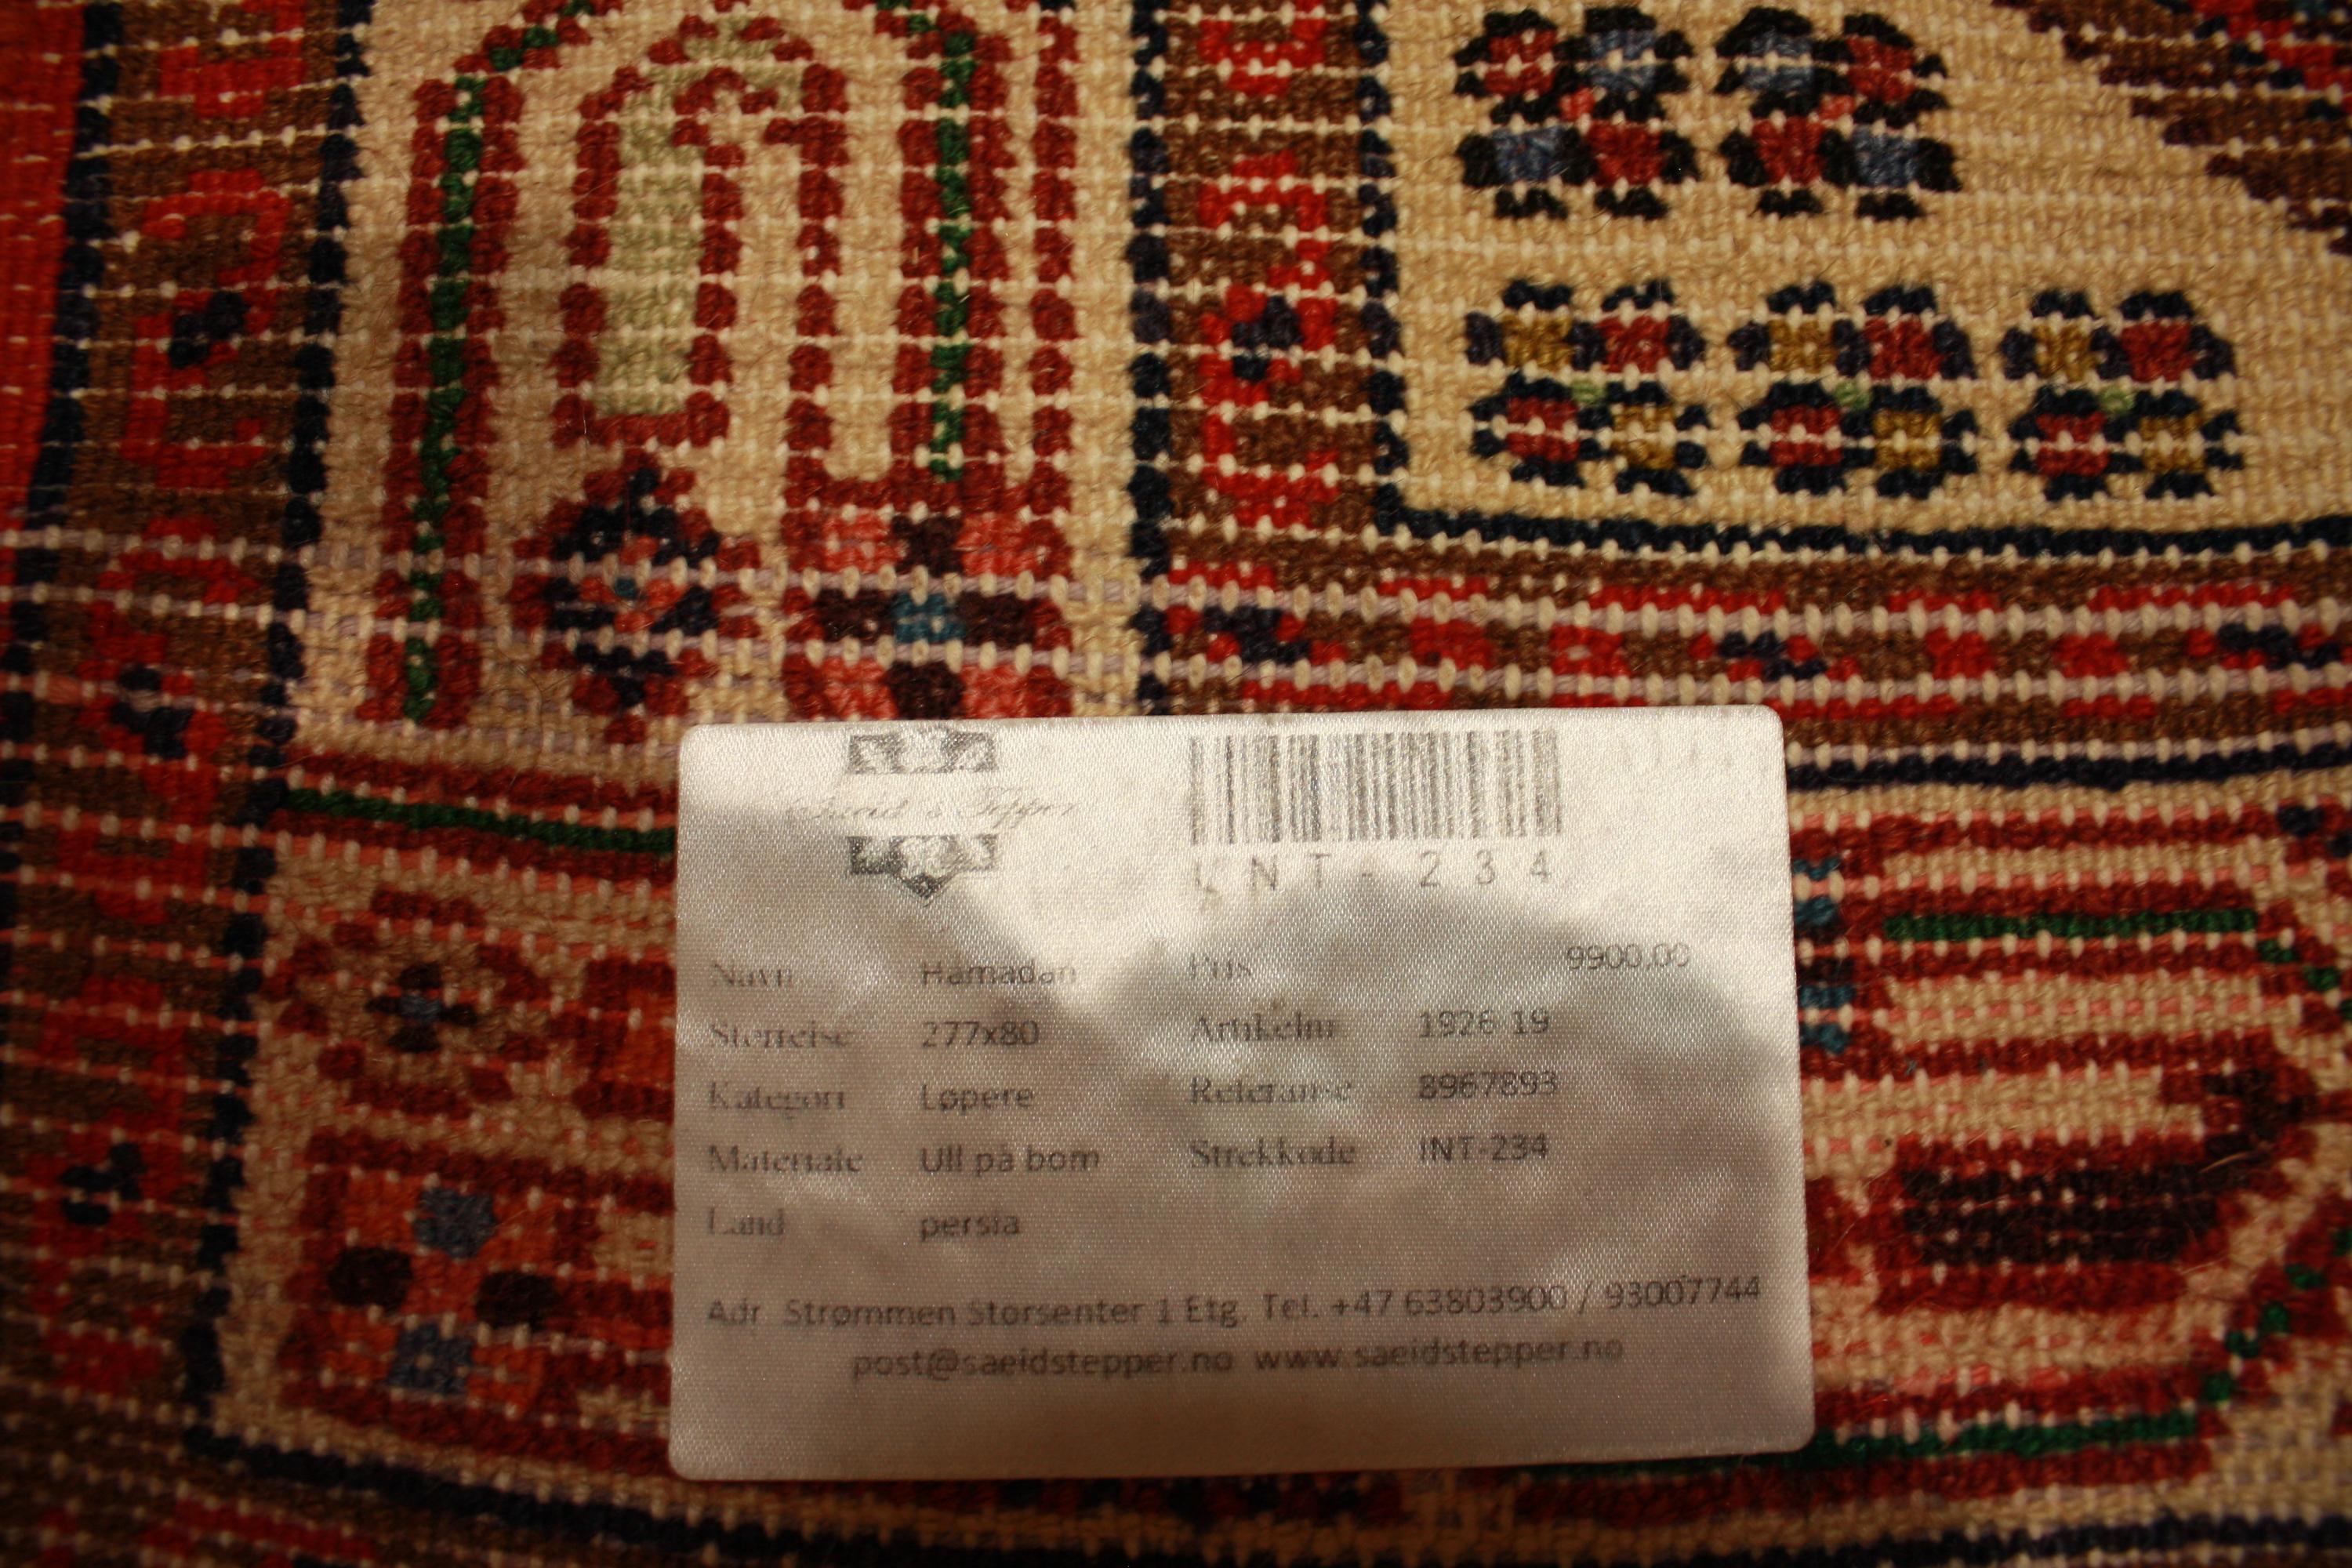 Saeid's Tepper
INT-234
Navn Hamadan Pris 9900,00
Størrelse 277x80 Artikelnr 1926 19
Kategori Løpere Referanse 8967893
Materiale Ull på bom Strekkode INT-234
Land persia
Adr Strømmen Storsenter 1 Etg. Tel. +47 63803900 / 93007744
post@saeidstepper.no www.saeidstepper.no